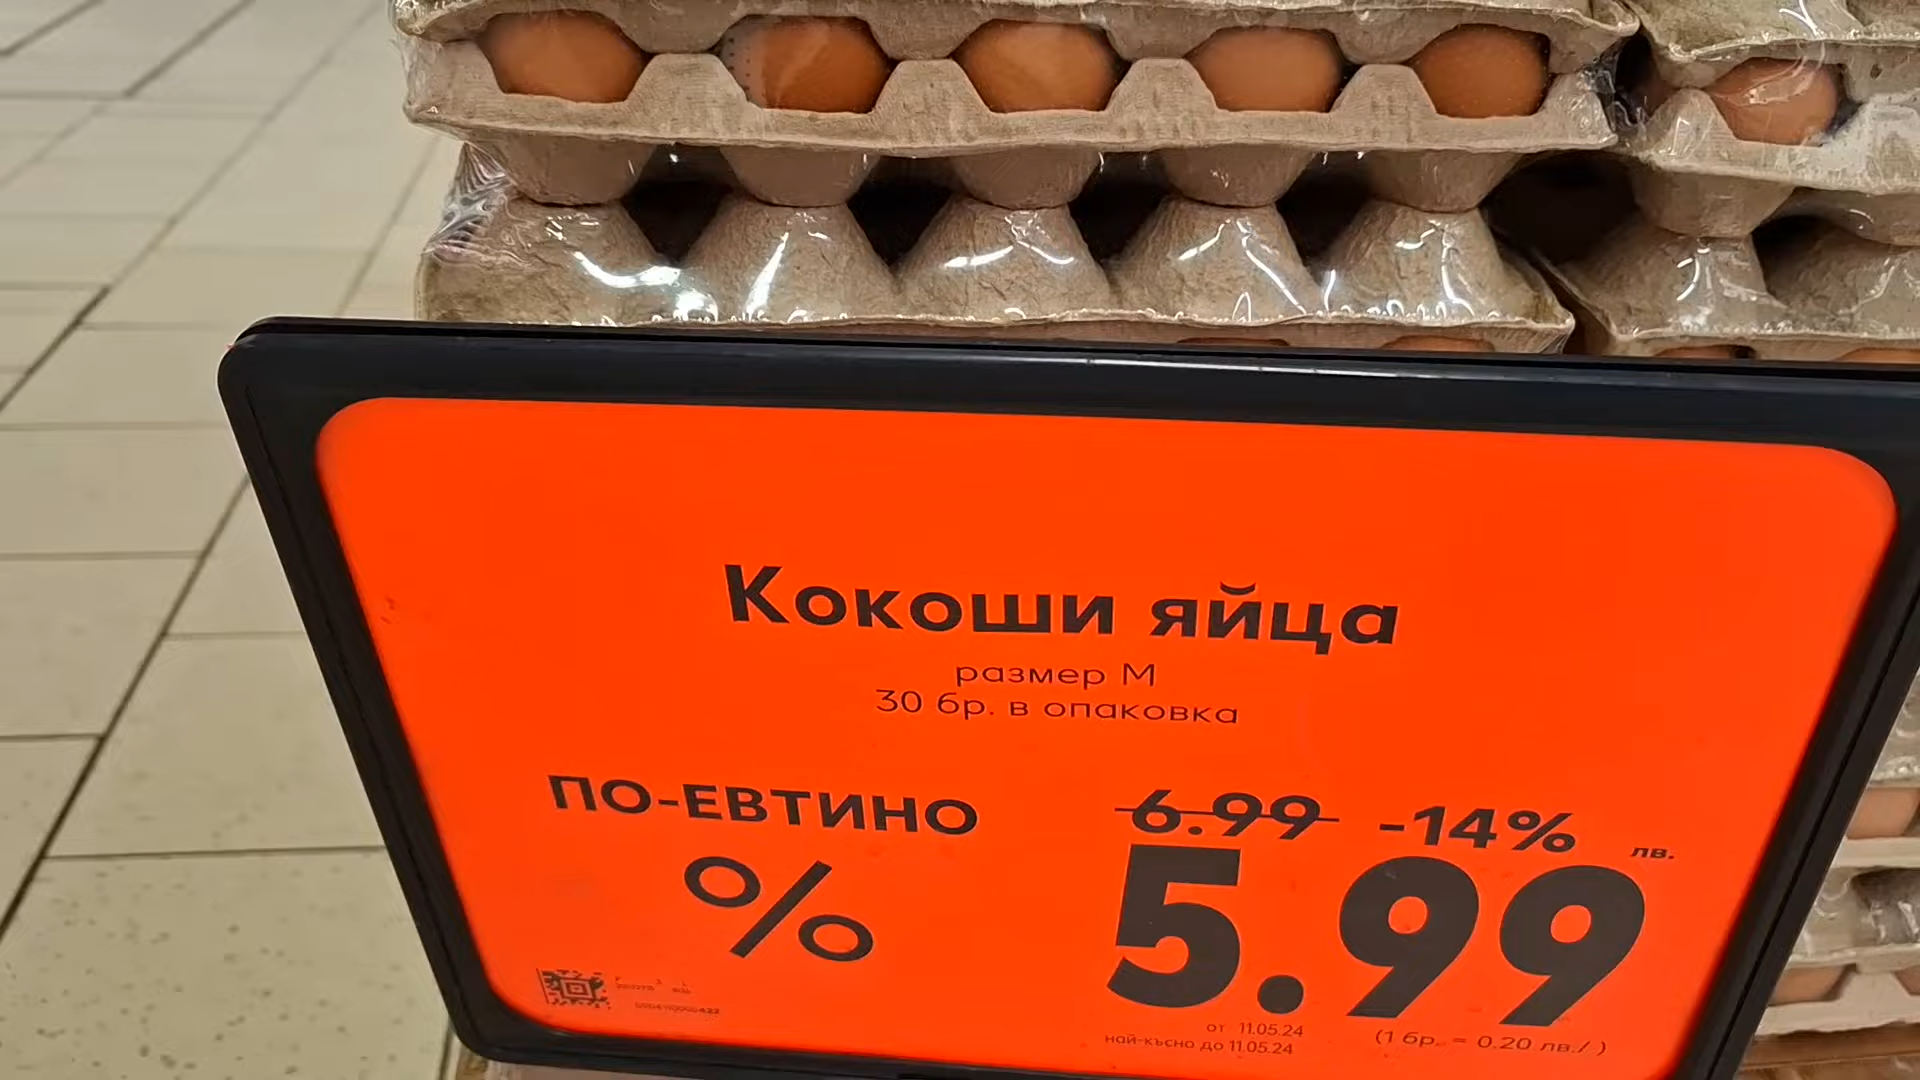 Кокоши яйца
размер М
30 бр. в опаковка
ПО-ЕВТИНО
%
6.99 -14%
лв.
5.99
от 11.05.24
най-късно до 11.05.24
(1 бр. = 0.20 лв./ )